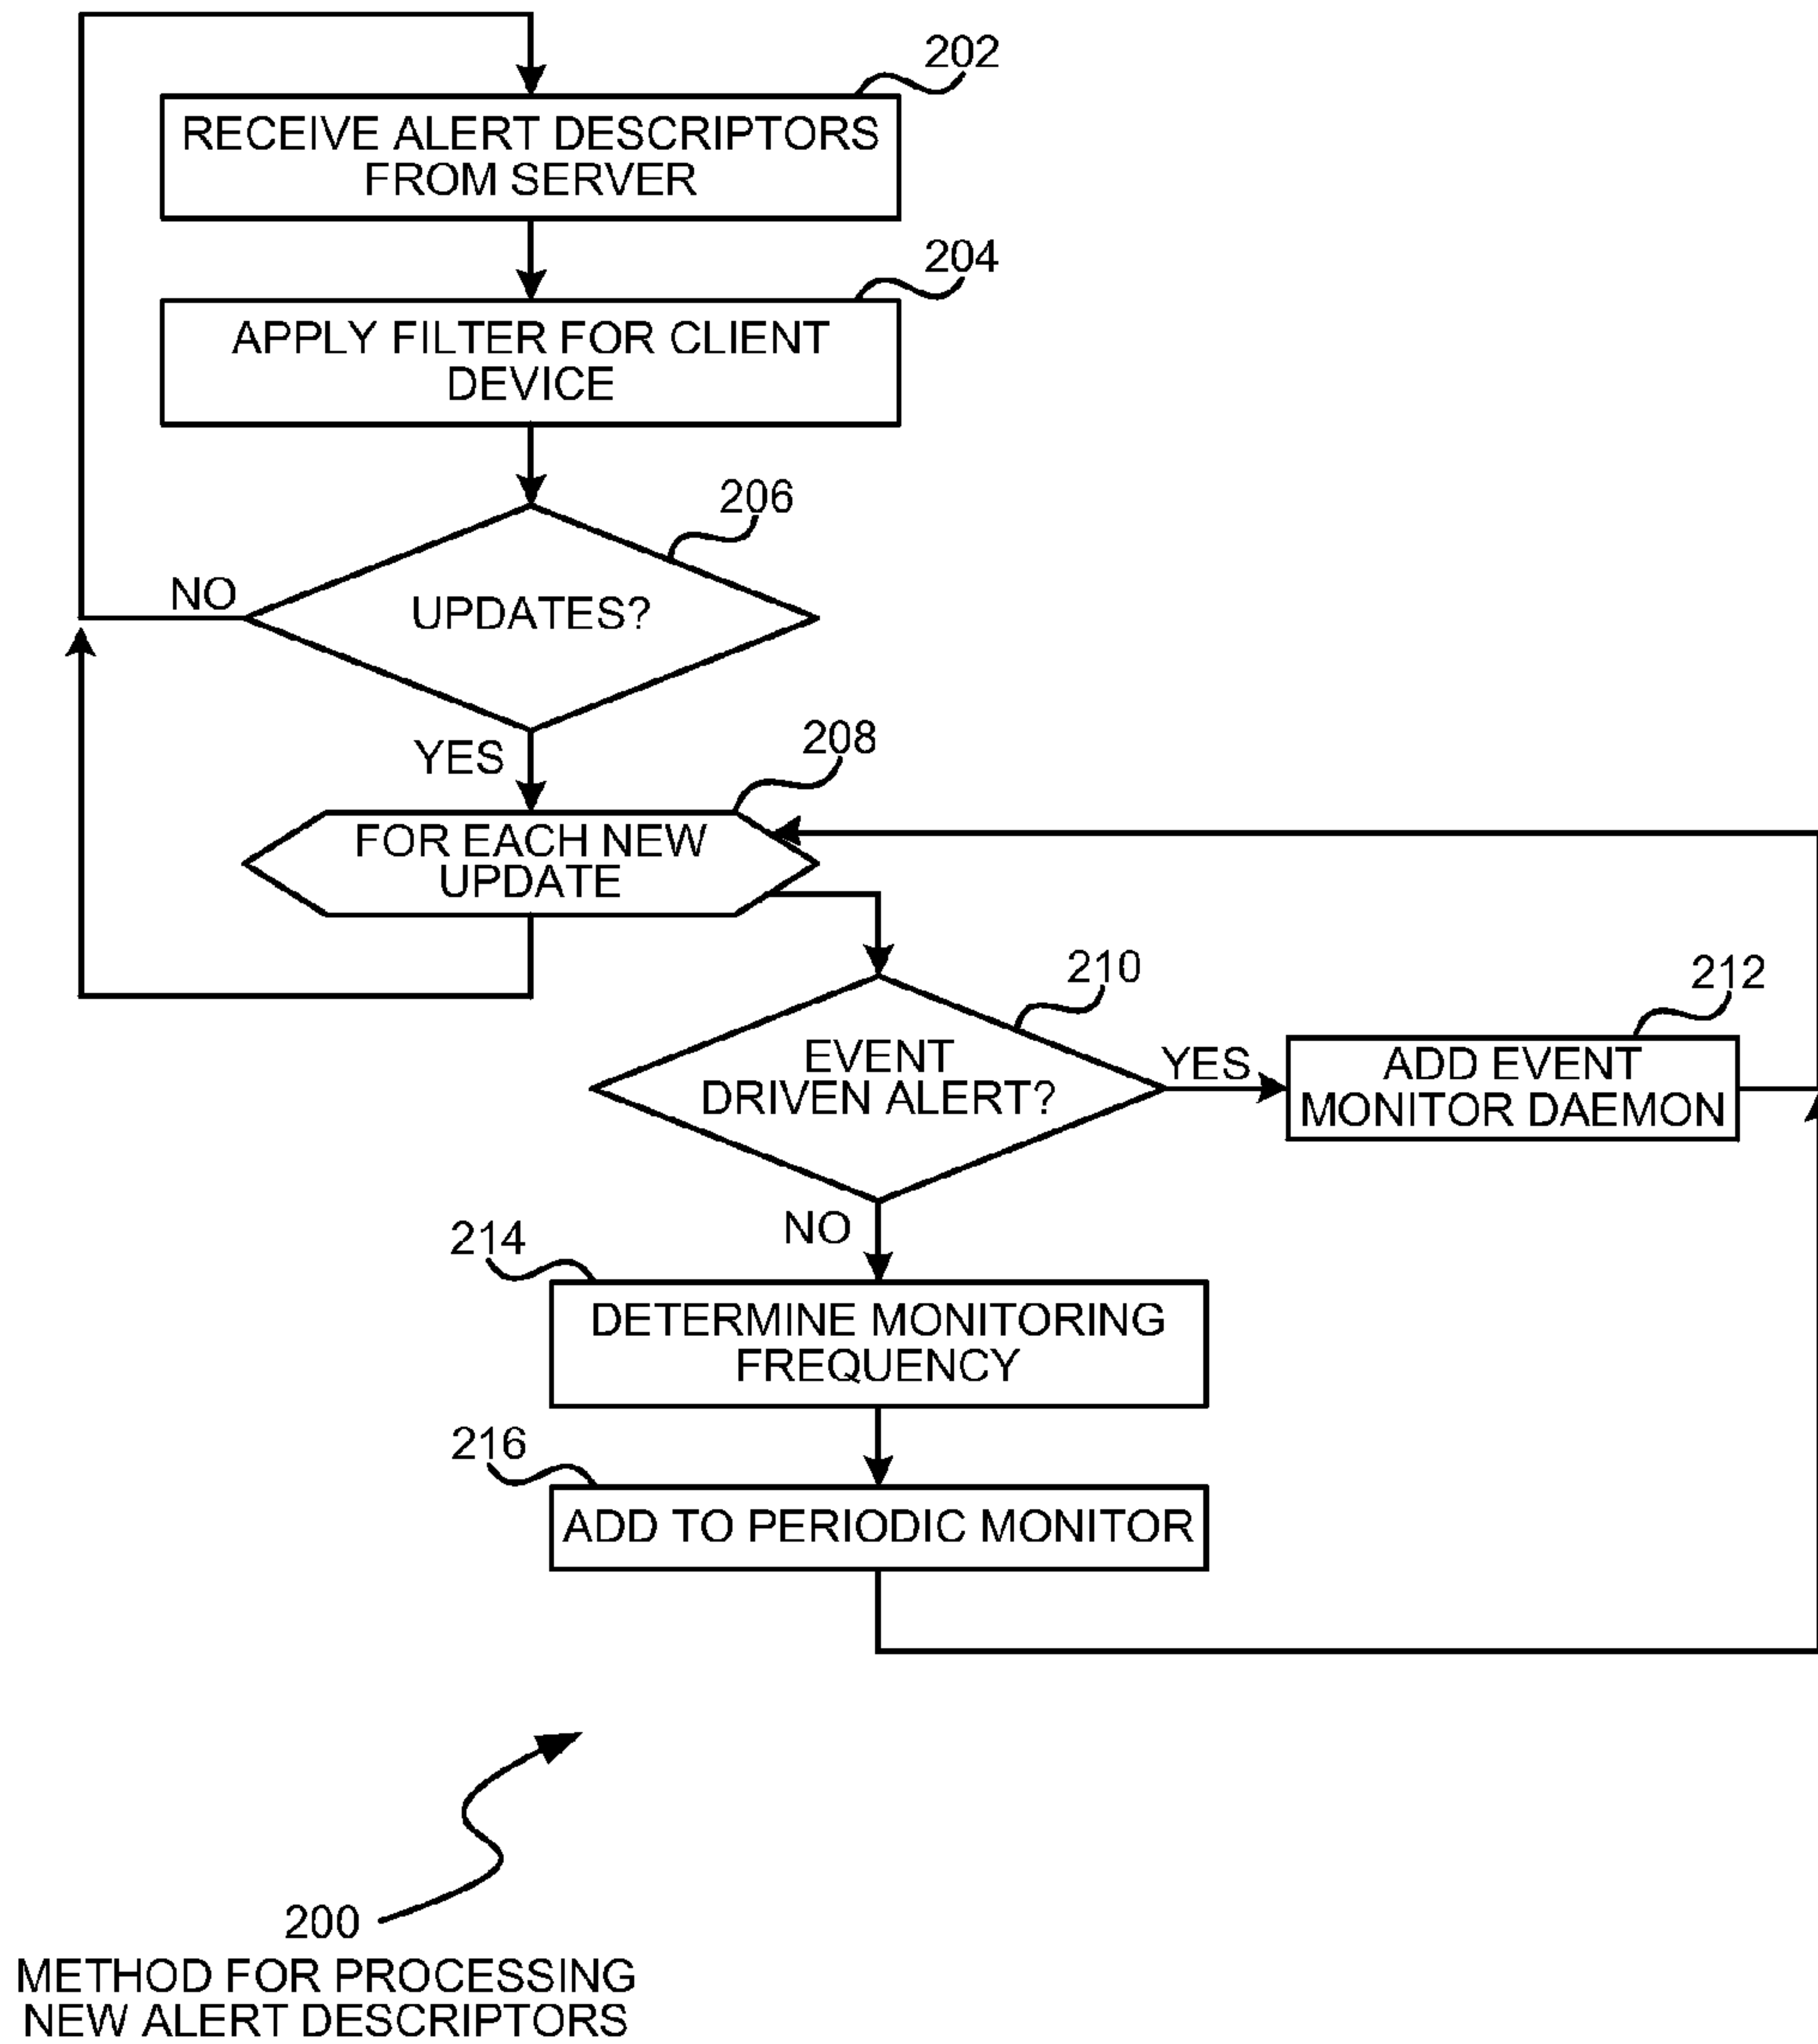 202
RECEIVE ALERT DESCRIPTORS
FROM SERVER
204
APPLY FILTER FOR CLIENT
DEVICE
206
NO
UPDATES?
YES
208
FOR EACH NEW
UPDATE
210
212
EVENT
DRIVEN ALERT?
YES
ADD EVENT
MONITOR DAEMON
NO
214
DETERMINE MONITORING
FREQUENCY
216
ADD TO PERIODIC MONITOR
200
METHOD FOR PROCESSING
NEW ALERT DESCRIPTORS